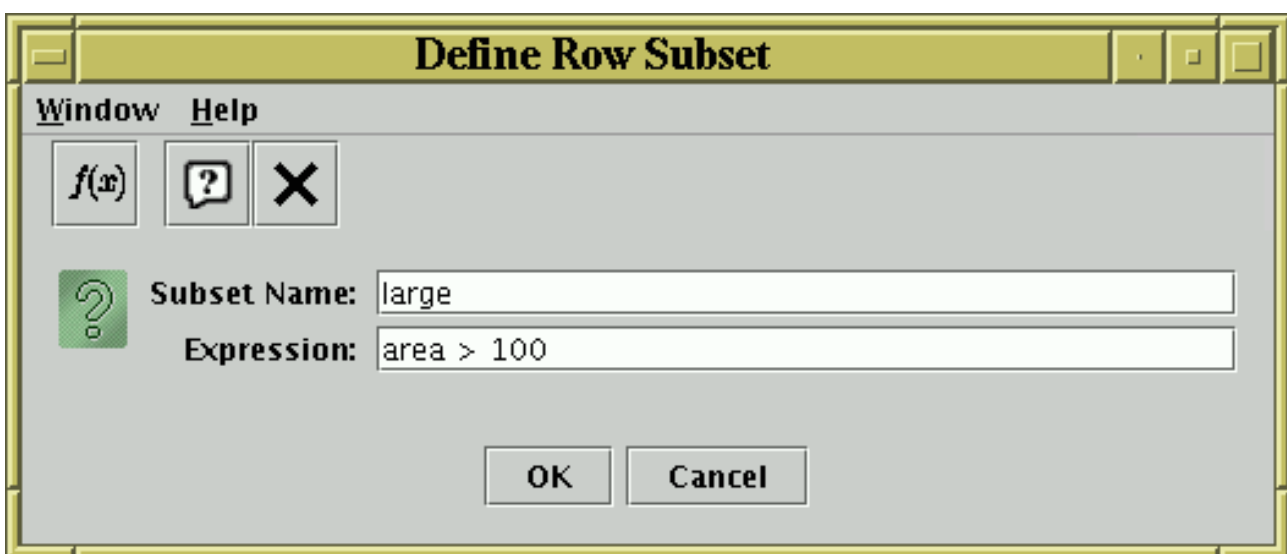 Define Row Subset
Window Help
f(x) ?
?
Subset Name: large
Expression: area > 100
OK Cancel